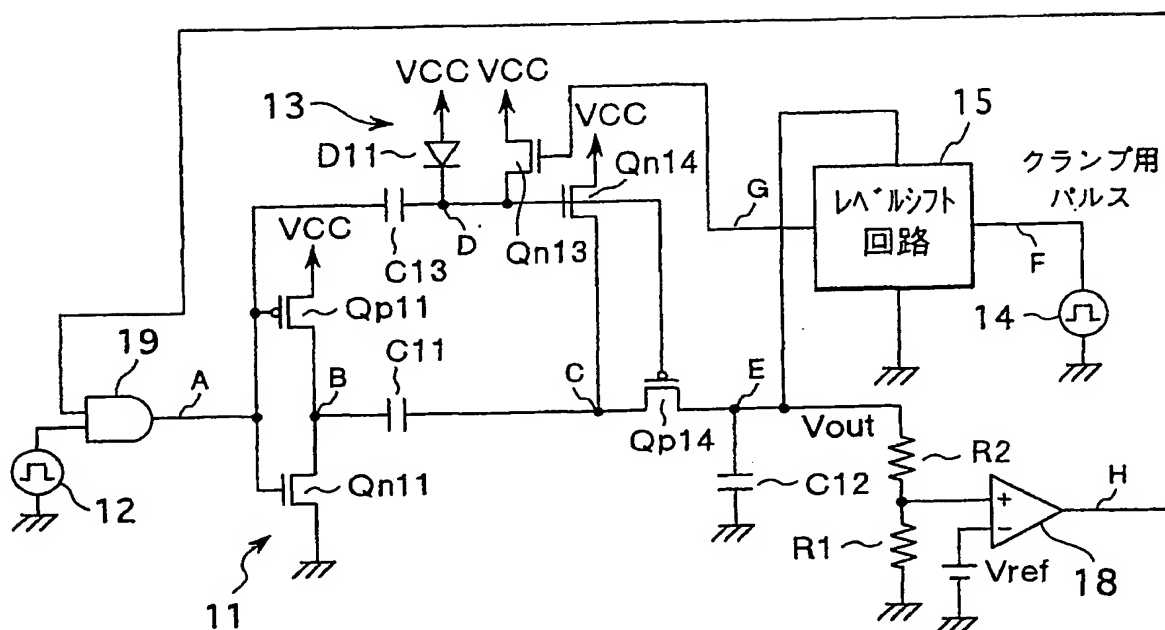 VCC VCC
13
VCC
15
D11
Qn14
クランプ用
パルス
レベルシフト
回路
G
D
Qn13
F
VCC
C13
14
Qp11
19
C11
A
B
C
E
Qp14
Vout
R2
12
Qn11
C12
H
+
−
R1
Vref
18
11